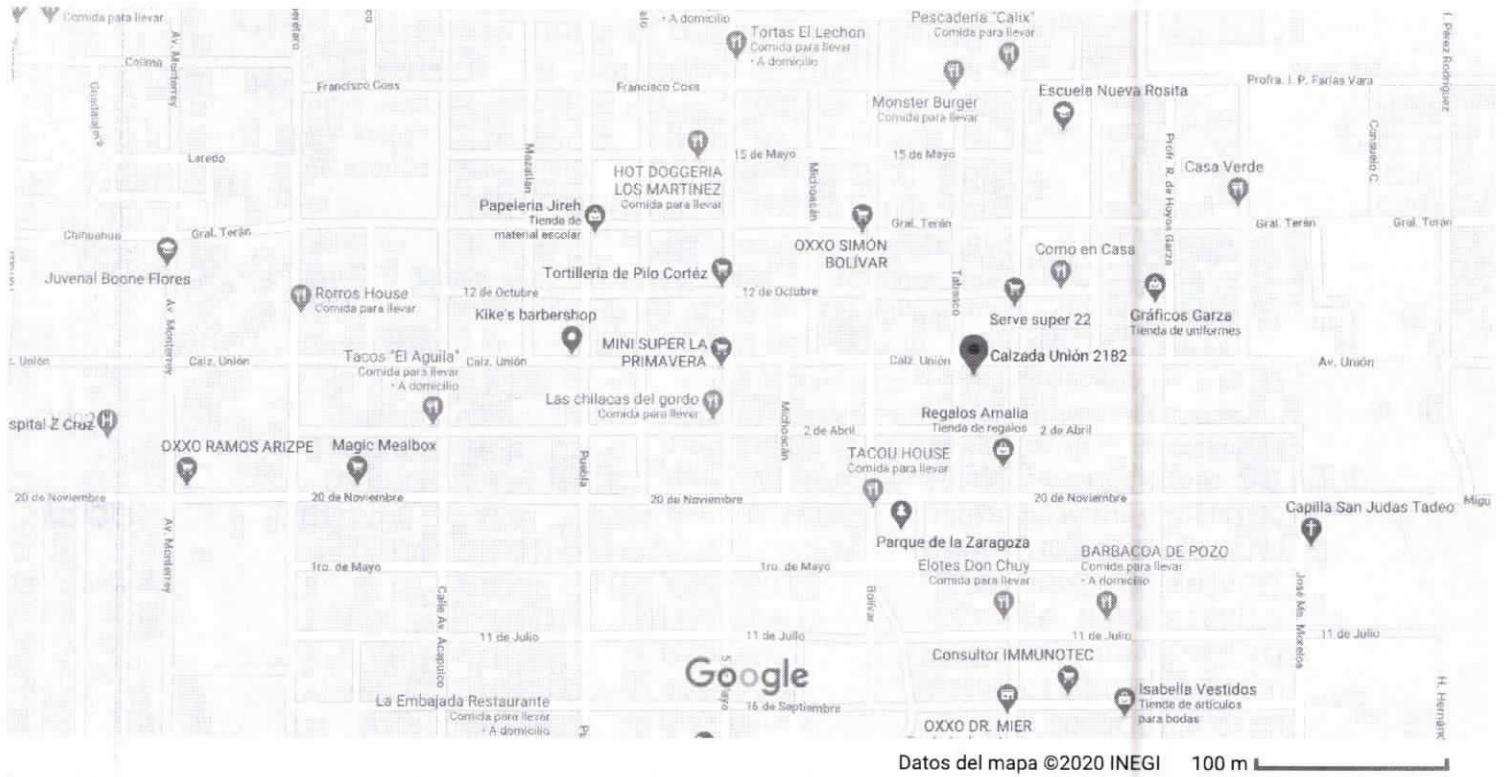 Comida para llevar
· A domicilio
Pescadería "Calix"
Comida para llevar
Tortas El Lechon
Comida para llevar
· A domicilio
Colima
Av. Monterrey
Francisco Coss
Francisco Coss
Monster Burger
Comida para llevar
Escuela Nueva Rosita
Profra. I. P. Farías Vara
I. Pérez Rodríguez
Laredo
Mazatlán
HOT DOGGERIA
LOS MARTINEZ
Comida para llevar
15 de Mayo
15 de Mayo
Michoacán
Profr. R. de Hoyos Garza
Casa Verde
Consuelo C.
Papeleria Jireh
Tienda de
material escolar
Chihuahua
Gral. Terán
Gral. Terán
Gral. Terán
Gral. Terán
OXXO SIMÓN
BOLÍVAR
Juvenal Boone Flores
Como en Casa
Tortilleria de Pilo Cortéz
Tabasco
Av. Monterrey
Rorros House
Comida para llevar
12 de Octubre
12 de Octubre
Kike's barbershop
Serve super 22
Gráficos Garza
Tienda de uniformes
MINI SUPER LA
PRIMAVERA
Calz. Unión
Tacos "El Aguila"
Comida para llevar
· A domicilio
Calz. Unión
Calz. Unión
Calzada Unión 2182
Av. Unión
Las chilacas del gordo
Comida para llevar
Michoacán
Regalos Amalia
Tienda de regalos
2 de Abril
2 de Abril
spital Z Cruz
OXXO RAMOS ARIZPE
Magic Mealbox
Puebla
TACOU HOUSE
Comida para llevar
20 de Noviembre
20 de Noviembre
20 de Noviembre
20 de Noviembre
Migu
Capilla San Judas Tadeo
Av. Monterrey
Parque de la Zaragoza
BARBACOA DE POZO
Comida para llevar
· A domicilio
1ro. de Mayo
1ro. de Mayo
Elotes Don Chuy
Comida para llevar
Calle Av. Acapulco
Bolívar
José Ma. Morelos
11 de Julio
11 de Julio
11 de Julio
11 de Julio
Google
Consultor IMMUNOTEC
H. Hernánd
La Embajada Restaurante
Comida para llevar
· A domicilio
16 de Septiembre
OXXO DR. MIER
Isabella Vestidos
Tienda de artículos
para bodas
Datos del mapa ©2020 INEGI 100 m